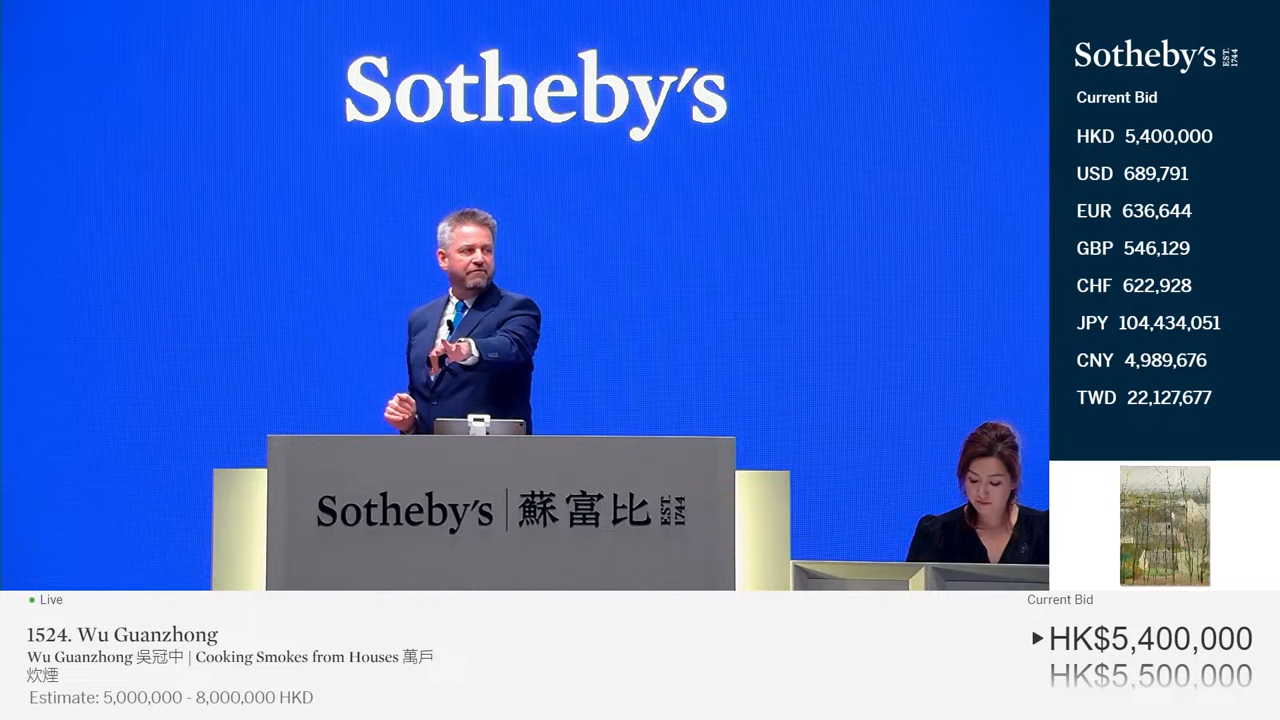 Sotheby's
Sotheby's | 蘇富比 EST. 1744
Sotheby's EST. 1744
Current Bid
HKD 5,400,000
USD 689,791
EUR 636,644
GBP 546,129
CHF 622,928
JPY 104,434,051
CNY 4,989,676
TWD 22,127,677
Live
1524. Wu Guanzhong
Wu Guanzhong 吳冠中 | Cooking Smokes from Houses 萬戶
炊煙
Estimate: 5,000,000 - 8,000,000 HKD
Current Bid
HK$5,400,000
HK$5,500,000